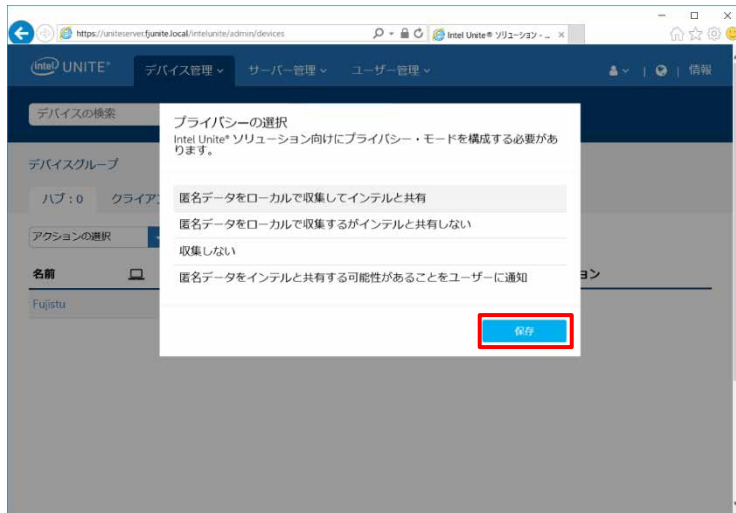 https://uniteserver.fjunite.local/intelunite/admin/devices
Intel Unite® ソリューション - ...
intel UNITE®
デバイス管理
サーバー管理
ユーザー管理
情報
デバイスの検索
プライバシーの選択
Intel Unite® ソリューション向けにプライバシー・モードを構成する必要があ
ります。
デバイスグループ
ハブ : 0
クライアン
匿名データをローカルで収集してインテルと共有
匿名データをローカルで収集するがインテルと共有しない
アクションの選択
収集しない
名前
匿名データをインテルと共有する可能性があることをユーザーに通知
ョン
Fujistu
保存